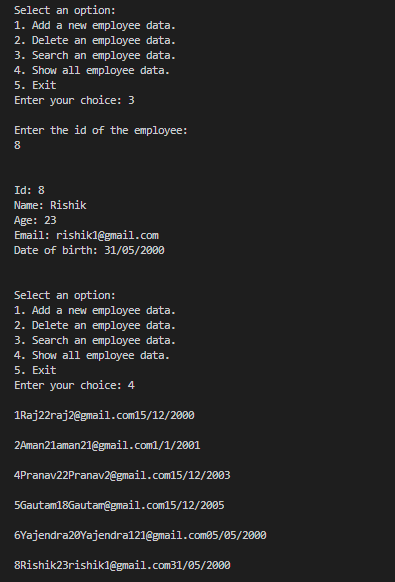 Select an option:
1. Add a new employee data.
2. Delete an employee data.
3. Search an employee data.
4. Show all employee data.
5. Exit
Enter your choice: 3
Enter the id of the employee:
8
Id: 8
Name: Rishik
Age: 23
Email: rishik1@gmail.com
Date of birth: 31/05/2000
Select an option:
1. Add a new employee data.
2. Delete an employee data.
3. Search an employee data.
4. Show all employee data.
5. Exit
Enter your choice: 4
1Raj22raj2@gmail.com15/12/2000
2Aman21aman21@gmail.com1/1/2001
4Pranav22Pranav2@gmail.com15/12/2003
5Gautam18Gautam@gmail.com15/12/2005
6Yajendra20Yajendra121@gmail.com05/05/2000
8Rishik23rishik1@gmail.com31/05/2000